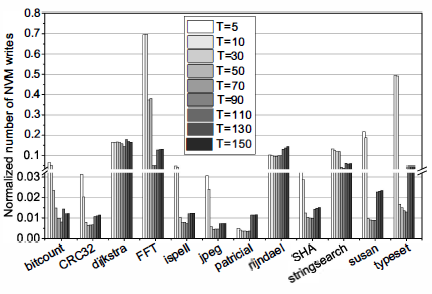 Normalized number of NVM writes
0.8
0.7
0.6
0.5
0.4
0.3
0.2
0.1
0.03
0.02
0.01
0.00
T=5
T=10
T=30
T=50
T=70
T=90
T=110
T=130
T=150
bitcount
CRC32
dijkstra
FFT
ispell
jpeg
patricial
rijndael
SHA
stringsearch
susan
typeset